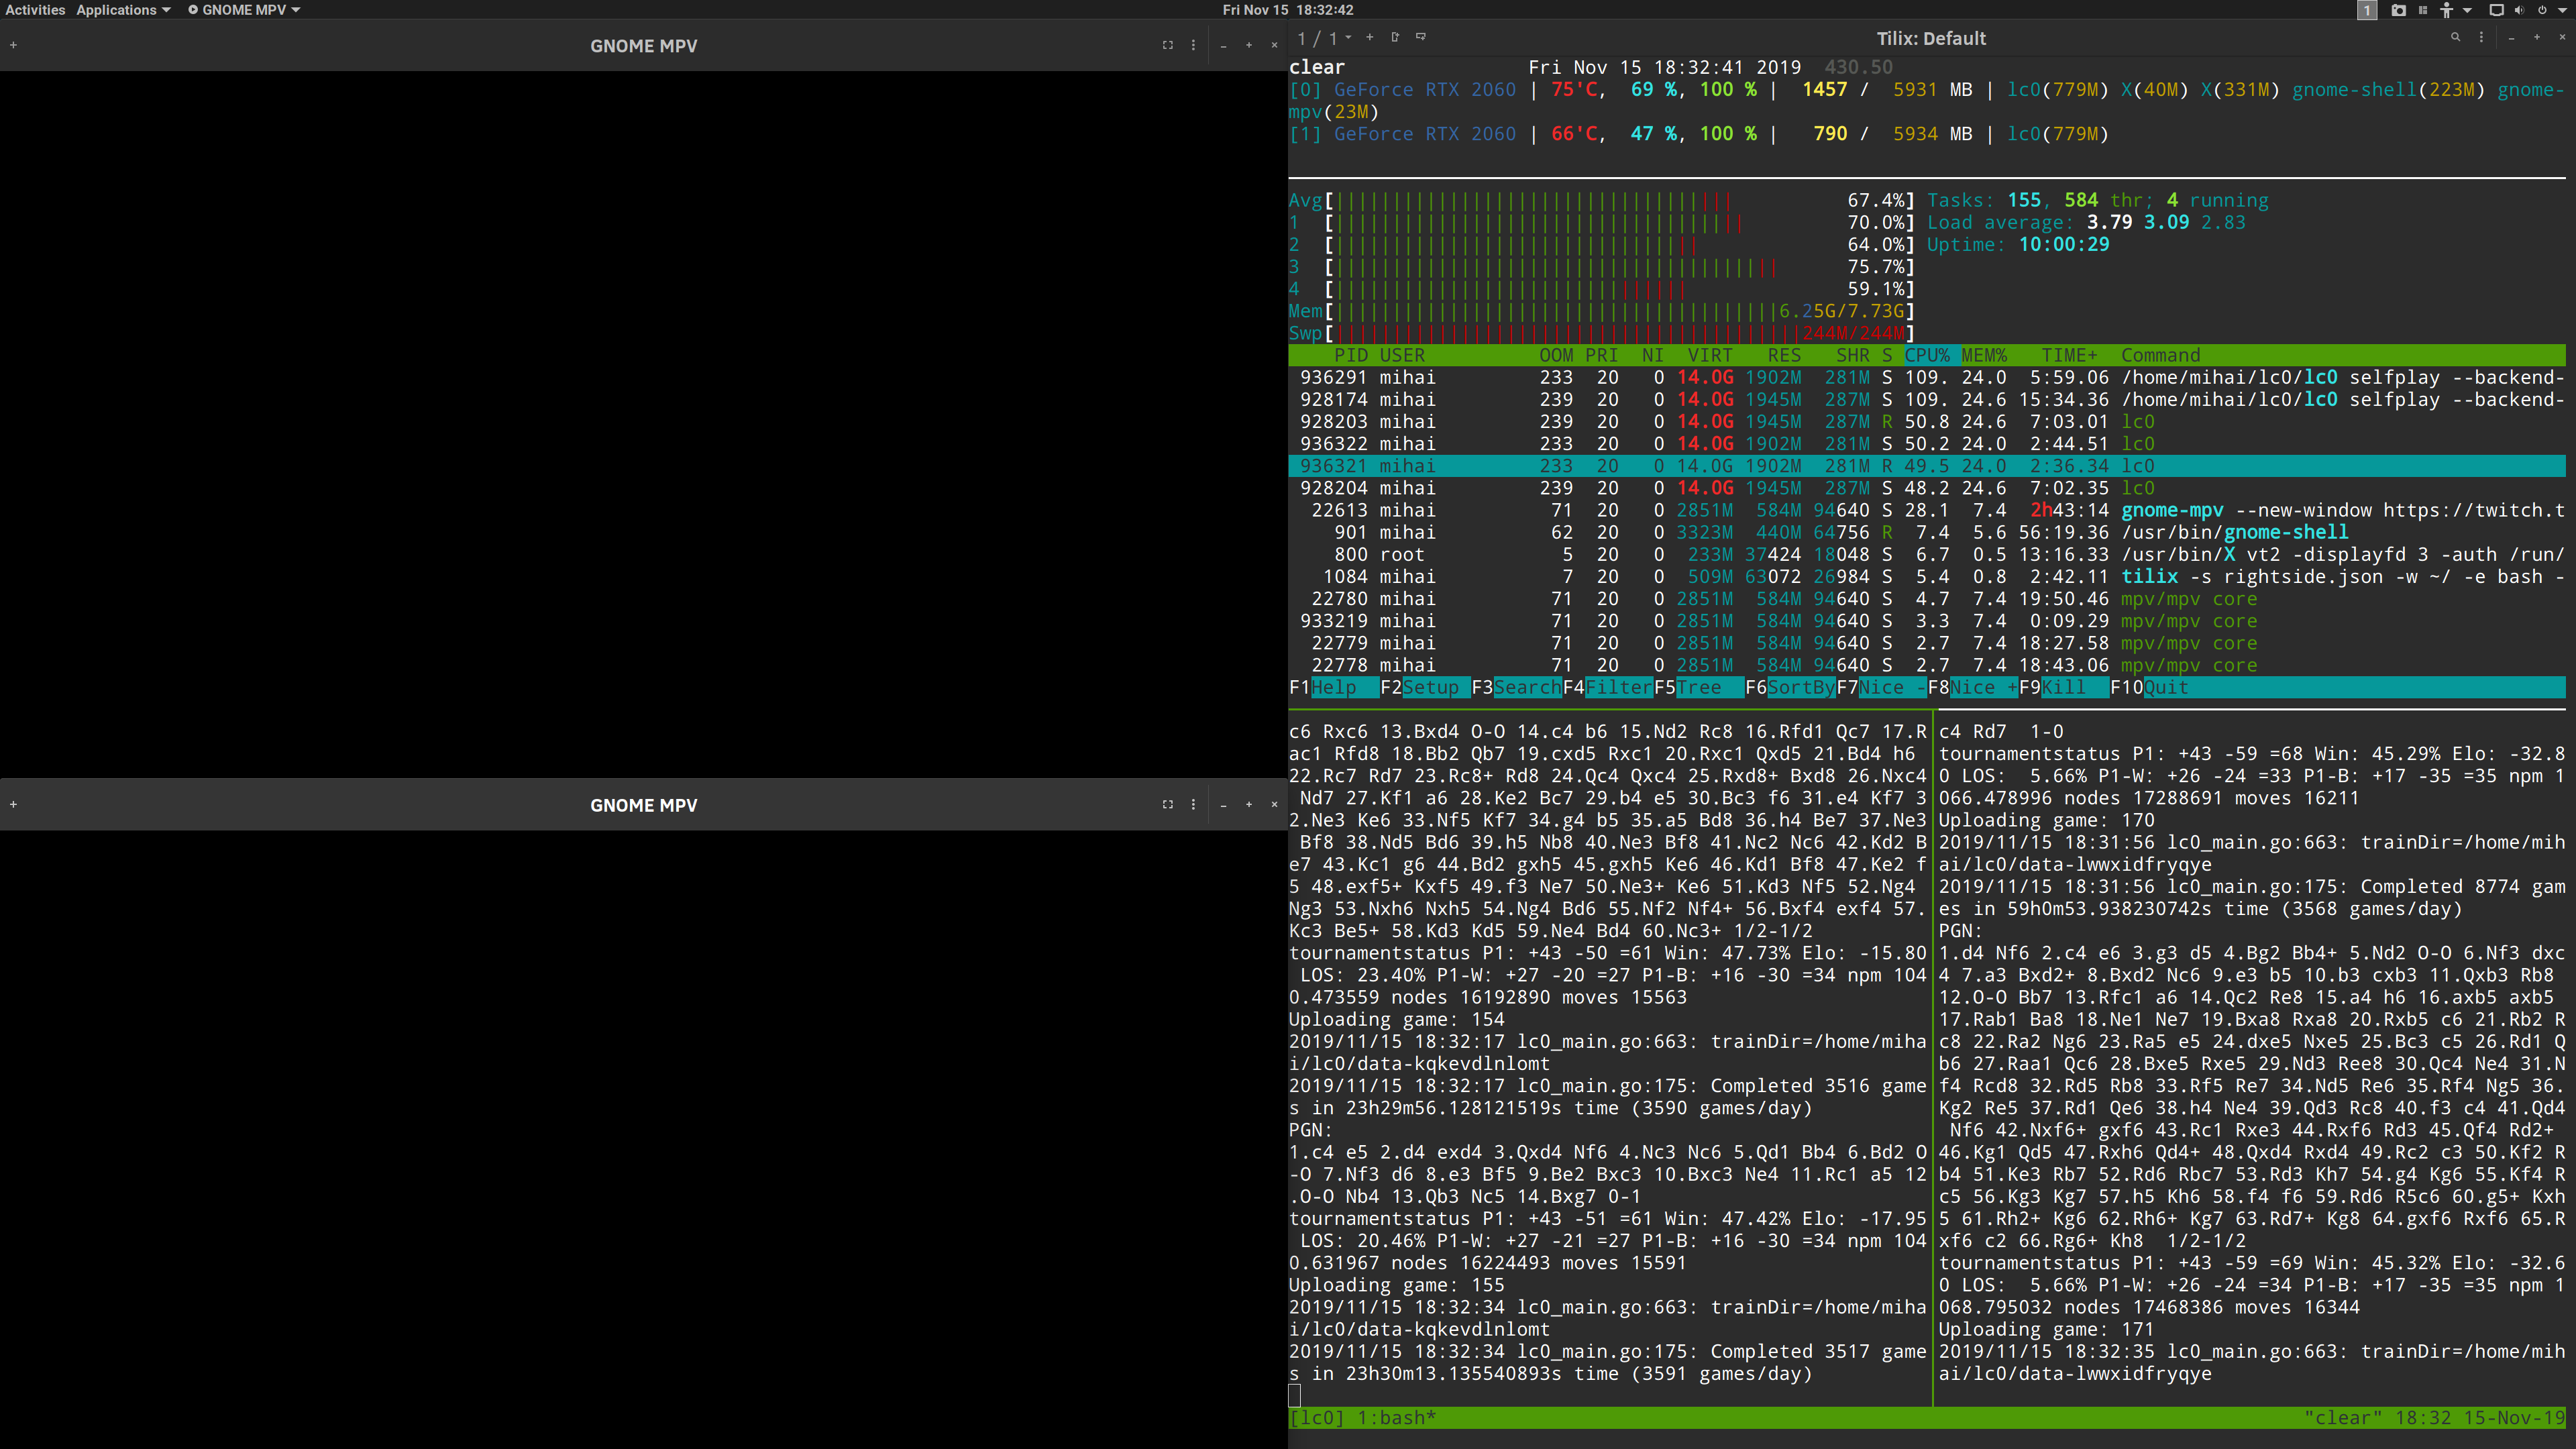 Activities Applications GNOME MPV Fri Nov 15 18:32:42 1
GNOME MPV
GNOME MPV
1 / 1 Tilix: Default
clear Fri Nov 15 18:32:41 2019 430.50
[0] GeForce RTX 2060 | 75'C, 69 %, 100 % | 1457 / 5931 MB | lc0(779M) X(40M) X(331M) gnome-shell(223M) gnome-
mpv(23M)
[1] GeForce RTX 2060 | 66'C, 47 %, 100 % | 790 / 5934 MB | lc0(779M)
Avg[ 67.4%] Tasks: 155, 584 thr; 4 running
1 [ 70.0%] Load average: 3.79 3.09 2.83
2 [ 64.0%] Uptime: 10:00:29
3 [ 75.7%]
4 [ 59.1%]
Mem[ 6.25G/7.73G]
Swp[ 244M/244M]
PID USER OOM PRI NI VIRT RES SHR S CPU% MEM% TIME+ Command
936291 mihai 233 20 0 14.0G 1902M 281M S 109. 24.0 5:59.06 /home/mihai/lc0/lc0 selfplay --backend-
928174 mihai 239 20 0 14.0G 1945M 287M S 109. 24.6 15:34.36 /home/mihai/lc0/lc0 selfplay --backend-
928203 mihai 239 20 0 14.0G 1945M 287M R 50.8 24.6 7:03.01 lc0
936322 mihai 233 20 0 14.0G 1902M 281M S 50.2 24.0 2:44.51 lc0
936321 mihai 233 20 0 14.0G 1902M 281M R 49.5 24.0 2:36.34 lc0
928204 mihai 239 20 0 14.0G 1945M 287M S 48.2 24.6 7:02.35 lc0
22613 mihai 71 20 0 2851M 584M 94640 S 28.1 7.4 2h43:14 gnome-mpv --new-window https://twitch.t
901 mihai 62 20 0 3323M 440M 64756 R 7.4 5.6 56:19.36 /usr/bin/gnome-shell
800 root 5 20 0 233M 37424 18048 S 6.7 0.5 13:16.33 /usr/bin/X vt2 -displayfd 3 -auth /run/
1084 mihai 7 20 0 509M 63072 26984 S 5.4 0.8 2:42.11 tilix -s rightside.json -w ~/ -e bash -
22780 mihai 71 20 0 2851M 584M 94640 S 4.7 7.4 19:50.46 mpv/mpv core
933219 mihai 71 20 0 2851M 584M 94640 S 3.3 7.4 0:09.29 mpv/mpv core
22779 mihai 71 20 0 2851M 584M 94640 S 2.7 7.4 18:27.58 mpv/mpv core
22778 mihai 71 20 0 2851M 584M 94640 S 2.7 7.4 18:43.06 mpv/mpv core
F1Help F2Setup F3SearchF4FilterF5Tree F6SortByF7Nice -F8Nice +F9Kill F10Quit
c6 Rxc6 13.Bxd4 O-O 14.c4 b6 15.Nd2 Rc8 16.Rfd1 Qc7 17.R
ac1 Rfd8 18.Bb2 Qb7 19.cxd5 Rxc1 20.Rxc1 Qxd5 21.Bd4 h6
22.Rc7 Rd7 23.Rc8+ Rd8 24.Qc4 Qxc4 25.Rxd8+ Bxd8 26.Nxc4
Nd7 27.Kf1 a6 28.Ke2 Bc7 29.b4 e5 30.Bc3 f6 31.e4 Kf7 3
2.Ne3 Ke6 33.Nf5 Kf7 34.g4 b5 35.a5 Bd8 36.h4 Be7 37.Ne3
Bf8 38.Nd5 Bd6 39.h5 Nb8 40.Ne3 Bf8 41.Nc2 Nc6 42.Kd2 B
e7 43.Kc1 g6 44.Bd2 gxh5 45.gxh5 Ke6 46.Kd1 Bf8 47.Ke2 f
5 48.exf5+ Kxf5 49.f3 Ne7 50.Ne3+ Ke6 51.Kd3 Nf5 52.Ng4
Ng3 53.Nxh6 Nxh5 54.Ng4 Bd6 55.Nf2 Nf4+ 56.Bxf4 exf4 57.
Kc3 Be5+ 58.Kd3 Kd5 59.Ne4 Bd4 60.Nc3+ 1/2-1/2
tournamentstatus P1: +43 -50 =61 Win: 47.73% Elo: -15.80
LOS: 23.40% P1-W: +27 -20 =27 P1-B: +16 -30 =34 npm 104
0.473559 nodes 16192890 moves 15563
Uploading game: 154
2019/11/15 18:32:17 lc0_main.go:663: trainDir=/home/miha
i/lc0/data-kqkevdlnlomt
2019/11/15 18:32:17 lc0_main.go:175: Completed 3516 game
s in 23h29m56.128121519s time (3590 games/day)
PGN:
1.c4 e5 2.d4 exd4 3.Qxd4 Nf6 4.Nc3 Nc6 5.Qd1 Bb4 6.Bd2 O
-O 7.Nf3 d6 8.e3 Bf5 9.Be2 Bxc3 10.Bxc3 Ne4 11.Rc1 a5 12
.O-O Nb4 13.Qb3 Nc5 14.Bxg7 0-1
tournamentstatus P1: +43 -51 =61 Win: 47.42% Elo: -17.95
LOS: 20.46% P1-W: +27 -21 =27 P1-B: +16 -30 =34 npm 104
0.631967 nodes 16224493 moves 15591
Uploading game: 155
2019/11/15 18:32:34 lc0_main.go:663: trainDir=/home/miha
i/lc0/data-kqkevdlnlomt
2019/11/15 18:32:34 lc0_main.go:175: Completed 3517 game
s in 23h30m13.135540893s time (3591 games/day)
c4 Rd7 1-0
tournamentstatus P1: +43 -59 =68 Win: 45.29% Elo: -32.8
0 LOS: 5.66% P1-W: +26 -24 =33 P1-B: +17 -35 =35 npm 1
066.478996 nodes 17288691 moves 16211
Uploading game: 170
2019/11/15 18:31:56 lc0_main.go:663: trainDir=/home/mih
ai/lc0/data-lwwxidfryqye
2019/11/15 18:31:56 lc0_main.go:175: Completed 8774 gam
es in 59h0m53.938230742s time (3568 games/day)
PGN:
1.d4 Nf6 2.c4 e6 3.g3 d5 4.Bg2 Bb4+ 5.Nd2 O-O 6.Nf3 dxc
4 7.a3 Bxd2+ 8.Bxd2 Nc6 9.e3 b5 10.b3 cxb3 11.Qxb3 Rb8
12.O-O Bb7 13.Rfc1 a6 14.Qc2 Re8 15.a4 h6 16.axb5 axb5
17.Rab1 Ba8 18.Ne1 Ne7 19.Bxa8 Rxa8 20.Rxb5 c6 21.Rb2 R
c8 22.Ra2 Ng6 23.Ra5 e5 24.dxe5 Nxe5 25.Bc3 c5 26.Rd1 Q
b6 27.Raa1 Qc6 28.Bxe5 Rxe5 29.Nd3 Ree8 30.Qc4 Ne4 31.N
f4 Rcd8 32.Rd5 Rb8 33.Rf5 Re7 34.Nd5 Re6 35.Rf4 Ng5 36.
Kg2 Re5 37.Rd1 Qe6 38.h4 Ne4 39.Qd3 Rc8 40.f3 c4 41.Qd4
Nf6 42.Nxf6+ gxf6 43.Rc1 Rxe3 44.Rxf6 Rd3 45.Qf4 Rd2+
46.Kg1 Qd5 47.Rxh6 Qd4+ 48.Qxd4 Rxd4 49.Rc2 c3 50.Kf2 R
b4 51.Ke3 Rb7 52.Rd6 Rbc7 53.Rd3 Kh7 54.g4 Kg6 55.Kf4 R
c5 56.Kg3 Kg7 57.h5 Kh6 58.f4 f6 59.Rd6 R5c6 60.g5+ Kxh
5 61.Rh2+ Kg6 62.Rh6+ Kg7 63.Rd7+ Kg8 64.gxf6 Rxf6 65.R
xf6 c2 66.Rg6+ Kh8 1/2-1/2
tournamentstatus P1: +43 -59 =69 Win: 45.32% Elo: -32.6
0 LOS: 5.66% P1-W: +26 -24 =34 P1-B: +17 -35 =35 npm 1
068.795032 nodes 17468386 moves 16344
Uploading game: 171
2019/11/15 18:32:35 lc0_main.go:663: trainDir=/home/mih
ai/lc0/data-lwwxidfryqye
[lc0] 1:bash* "clear" 18:32 15-Nov-19